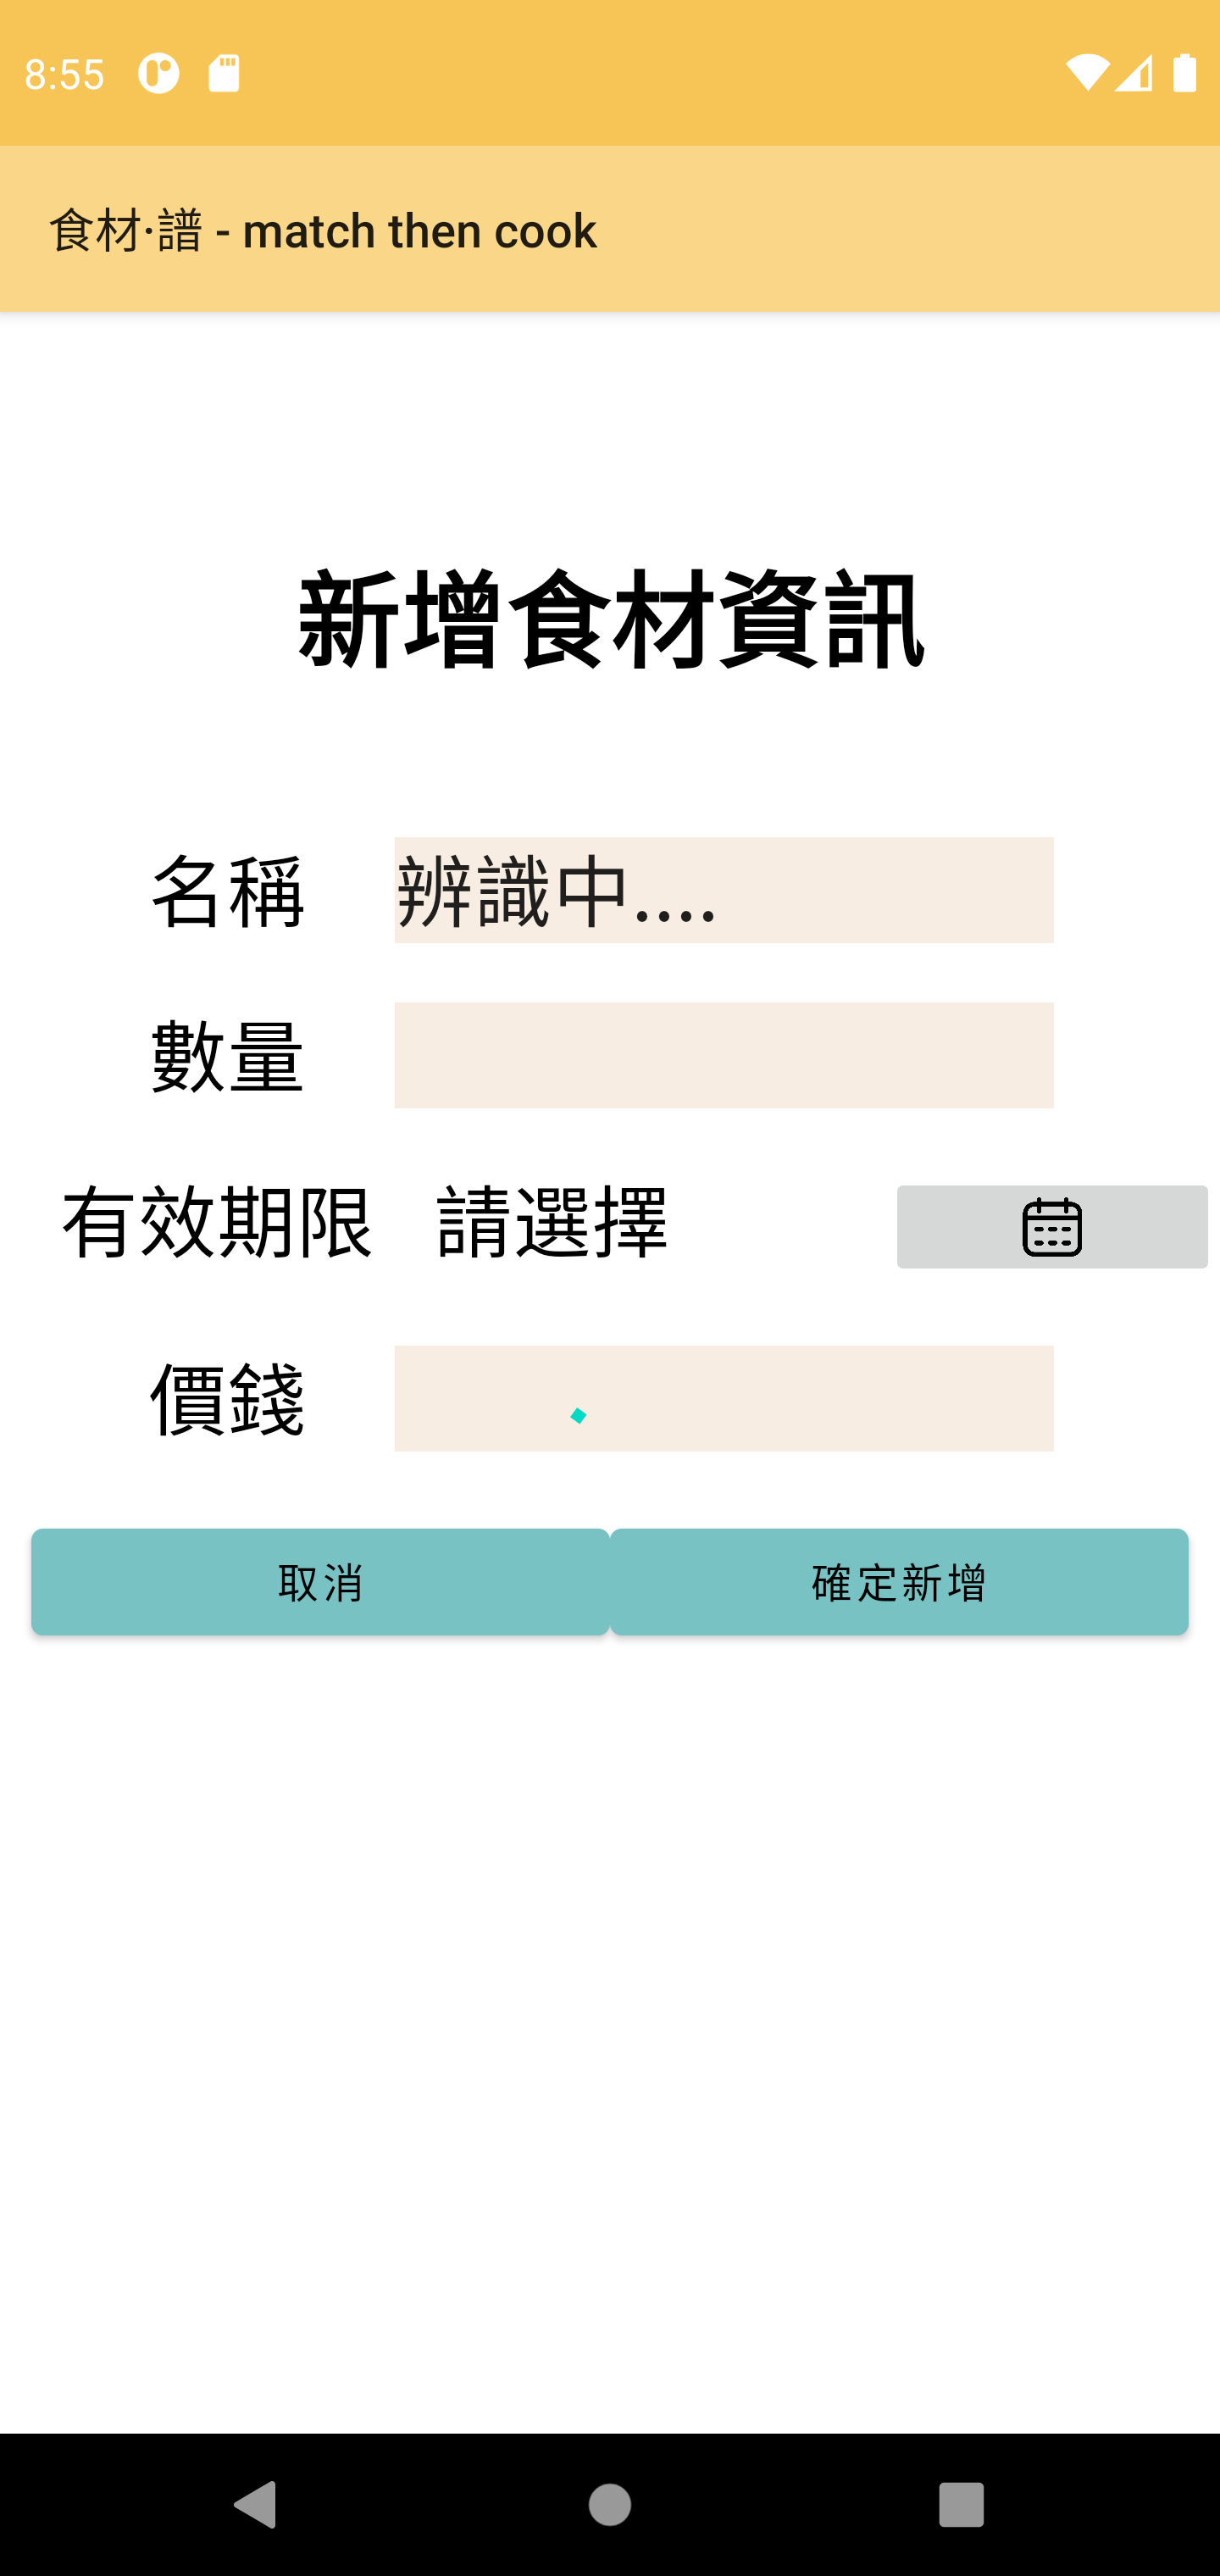 8:55
食材·譜 - match then cook
新增食材資訊
名稱 辨識中....
數量
有效期限 請選擇
價錢
取消 確定新增